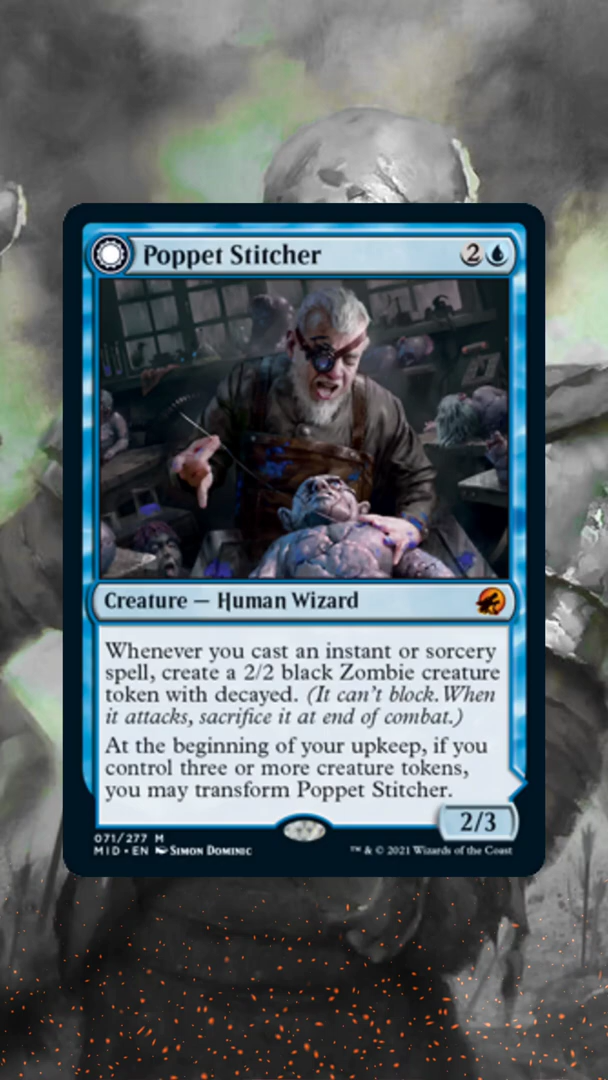 Poppet Stitcher 2
Creature — Human Wizard
Whenever you cast an instant or sorcery
spell, create a 2/2 black Zombie creature
token with decayed. (It can't block. When
it attacks, sacrifice it at end of combat.)
At the beginning of your upkeep, if you
control three or more creature tokens,
you may transform Poppet Stitcher.
2/3
071/277 M
MID • EN Simon Dominic
™ & © 2021 Wizards of the Coast